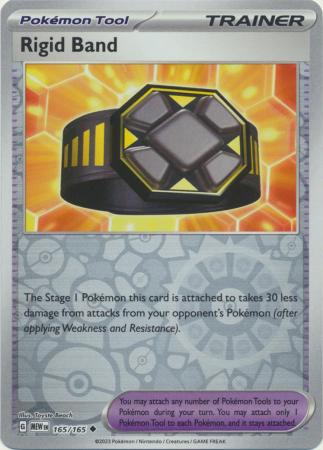 Pokémon Tool TRAINER
Rigid Band
The Stage 1 Pokémon this card is attached to takes 30 less
damage from attacks from your opponent's Pokémon (after
applying Weakness and Resistance).
Illus. Toyste Beach
G MEW EN 165/165
You may attach any number of Pokémon Tools to your
Pokémon during your turn. You may attach only 1
Pokémon Tool to each Pokémon, and it stays attached.
©2023 Pokémon / Nintendo / Creatures / GAME FREAK